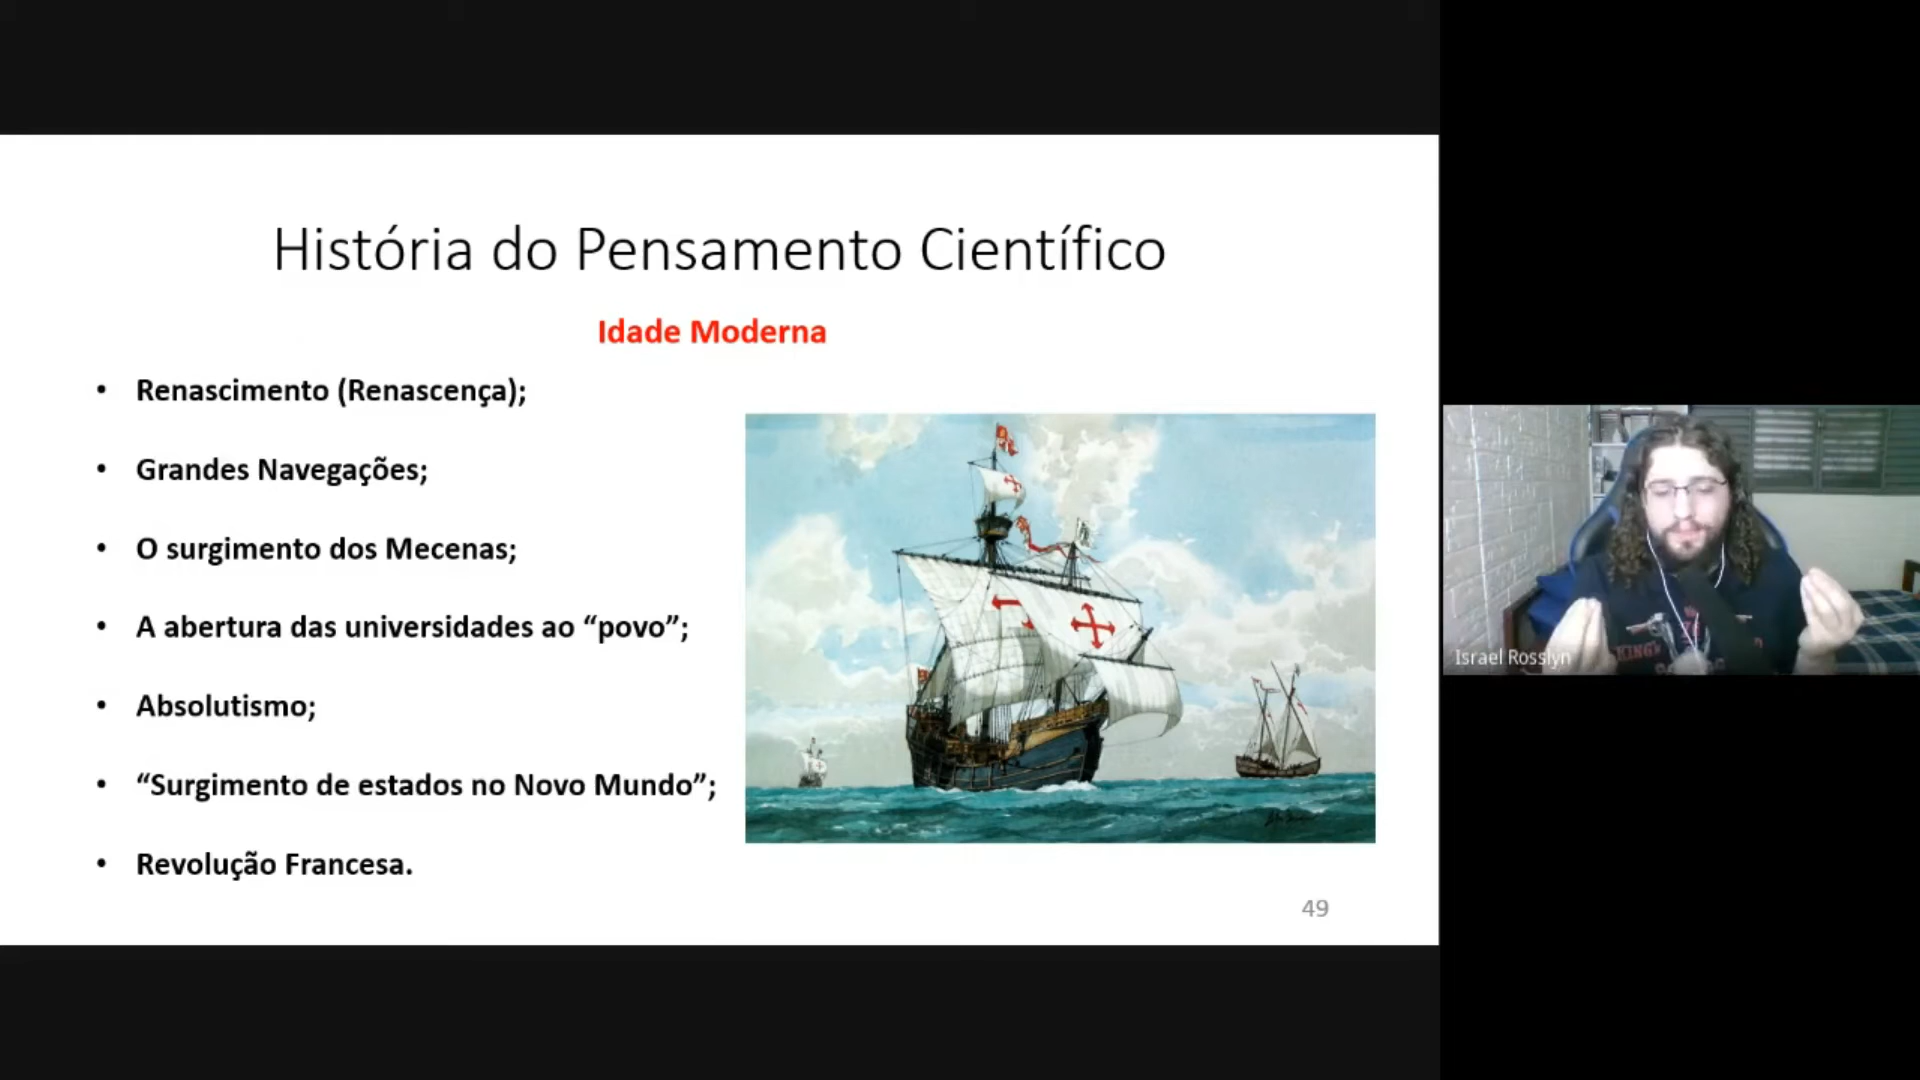 História do Pensamento Científico
Idade Moderna
• Renascimento (Renascença);
• Grandes Navegações;
• O surgimento dos Mecenas;
• A abertura das universidades ao “povo”;
• Absolutismo;
• “Surgimento de estados no Novo Mundo”;
• Revolução Francesa.
49
Israel Rosslyn